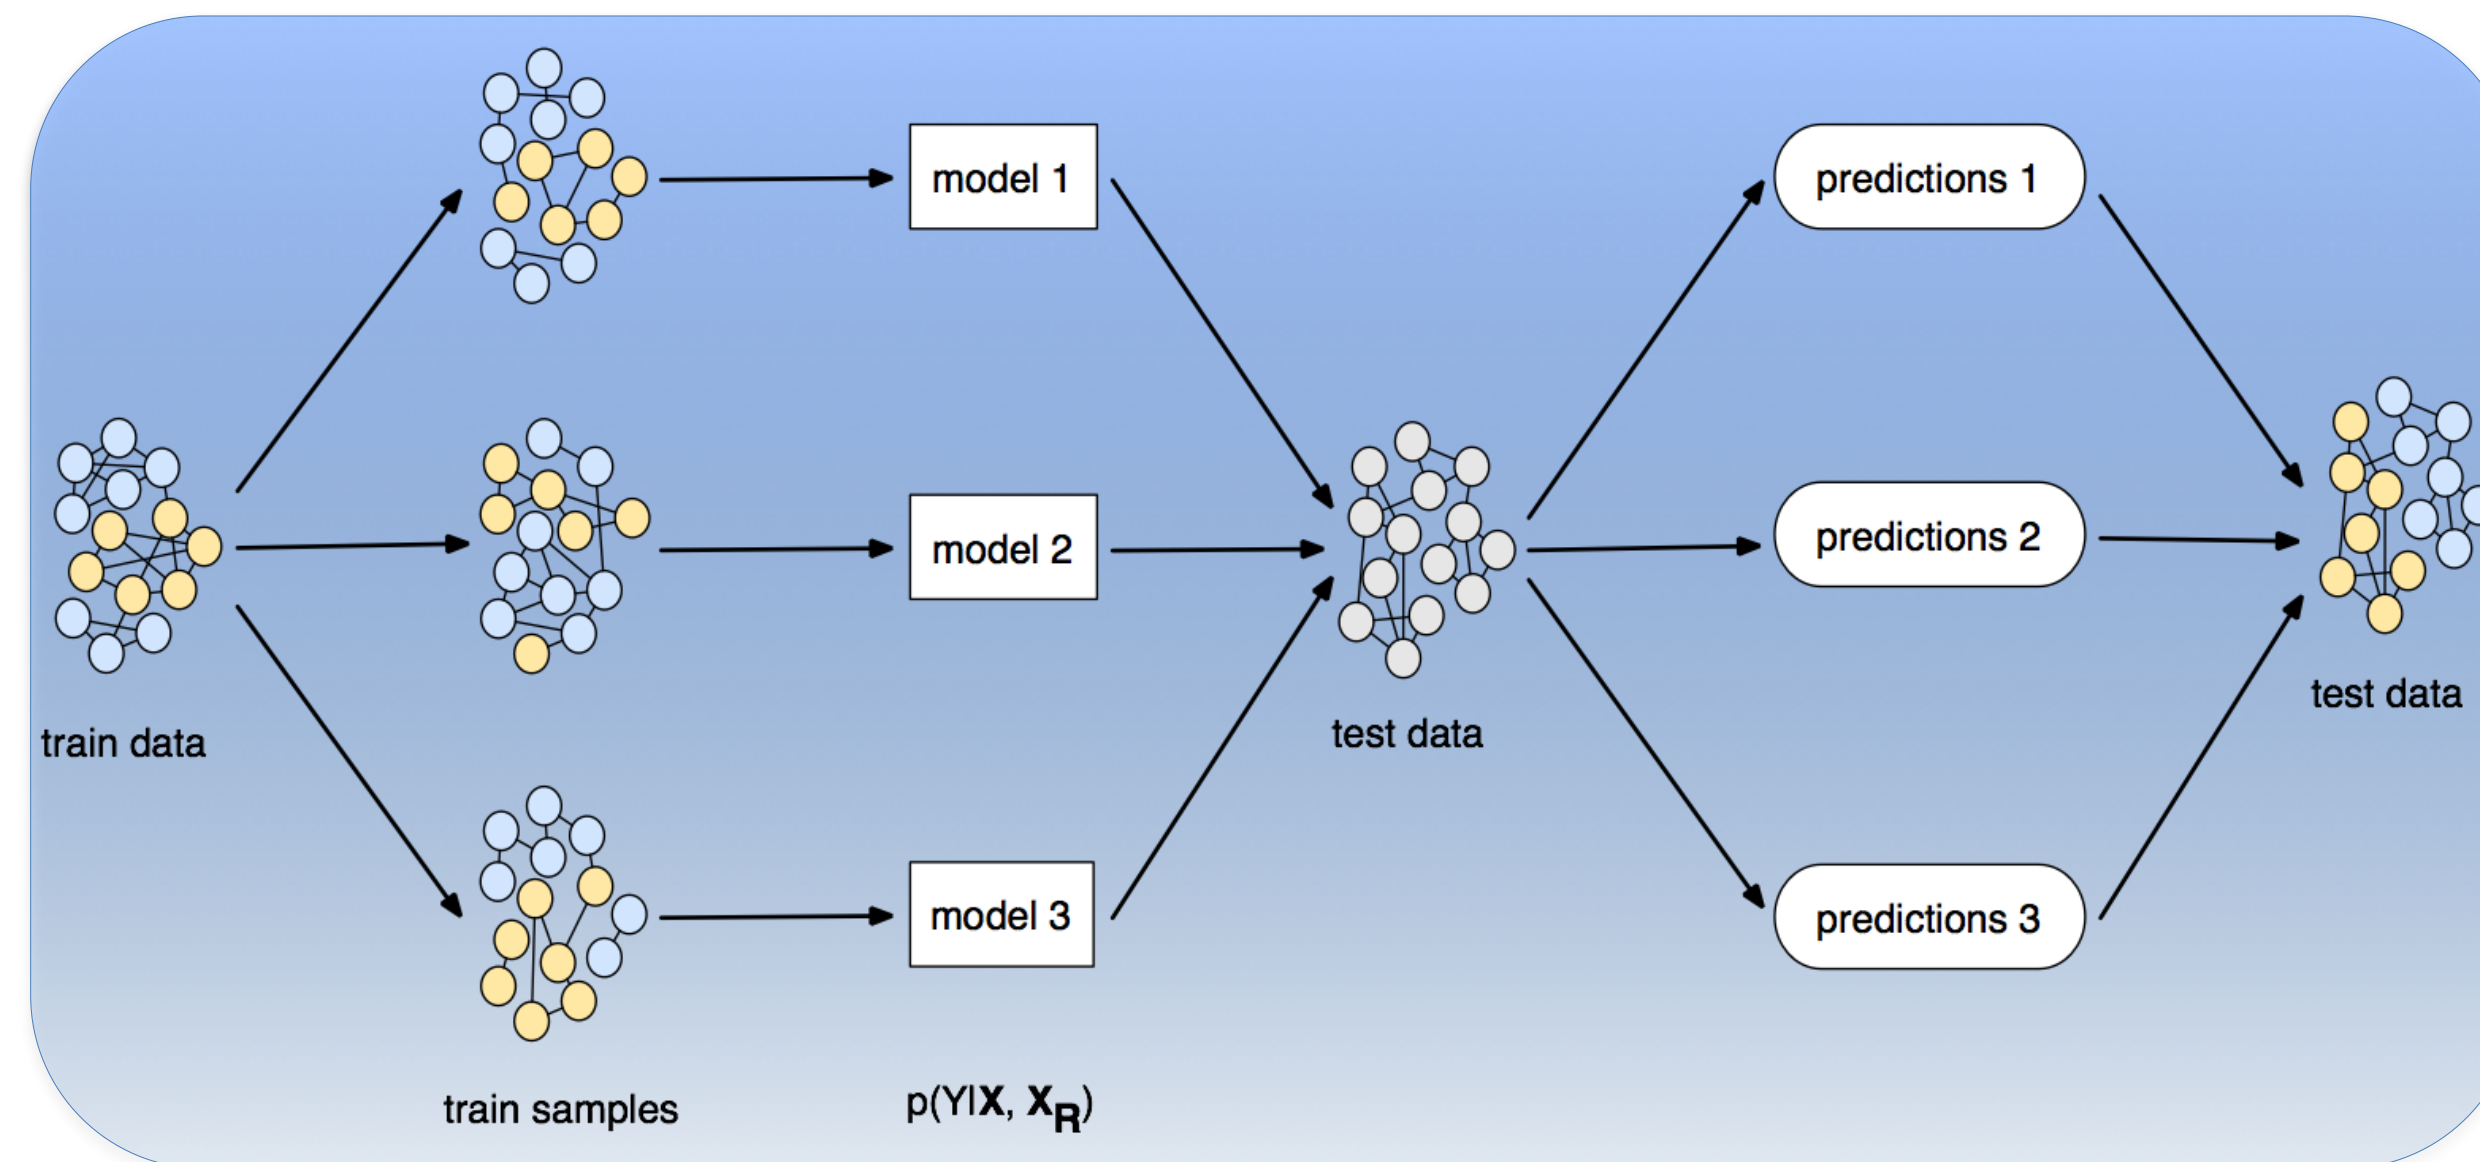 model 1
predictions 1
model 2
predictions 2
test data
train data
test data
model 3
predictions 3
train samples
p(Y|X, X_R)